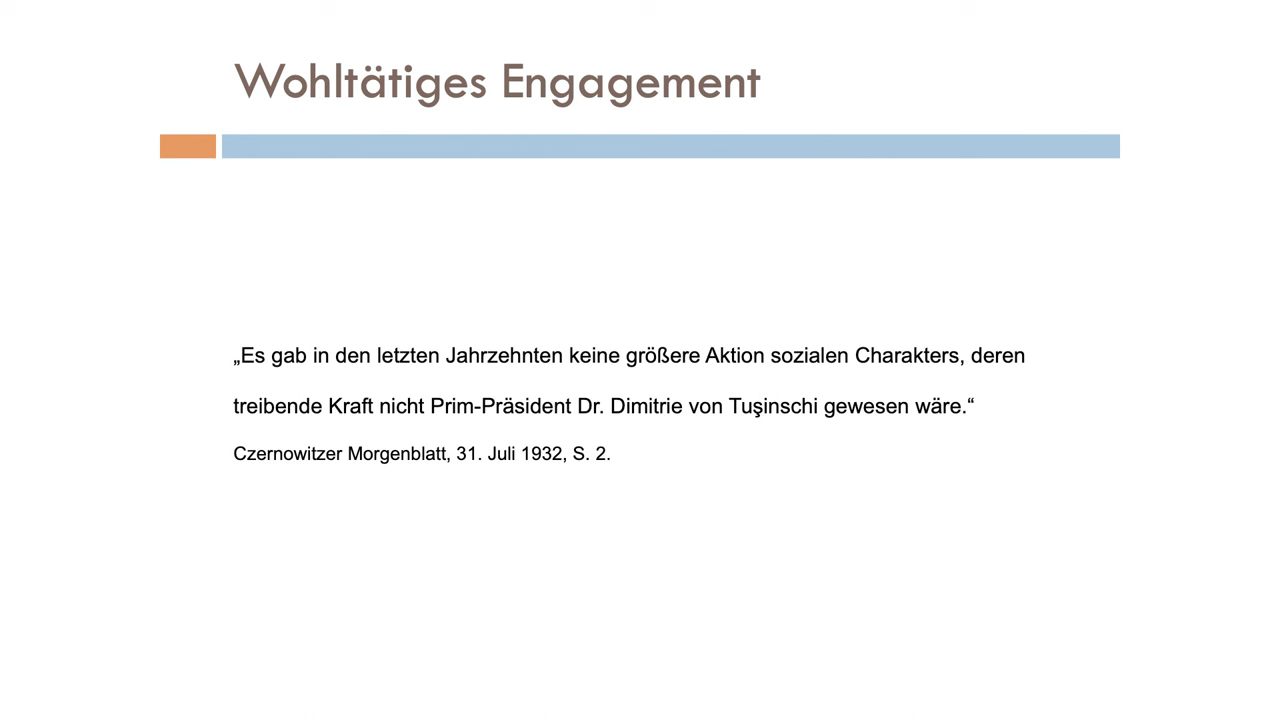 Wohltätiges Engagement
„Es gab in den letzten Jahrzehnten keine größere Aktion sozialen Charakters, deren
treibende Kraft nicht Prim-Präsident Dr. Dimitrie von Tuşinschi gewesen wäre.“
Czernowitzer Morgenblatt, 31. Juli 1932, S. 2.